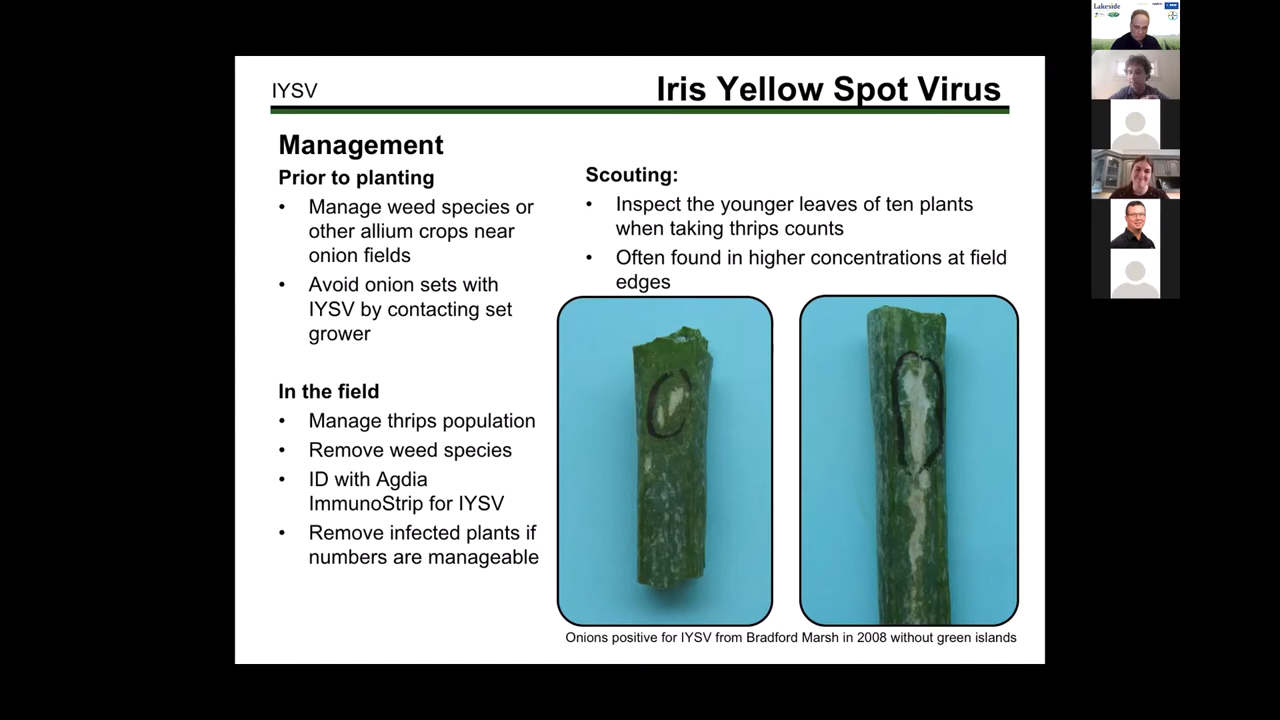 IYSV
Iris Yellow Spot Virus
Management
Prior to planting
• Manage weed species or
other allium crops near
onion fields
• Avoid onion sets with
IYSV by contacting set
grower
In the field
• Manage thrips population
• Remove weed species
• ID with Agdia
ImmunoStrip for IYSV
• Remove infected plants if
numbers are manageable
Scouting:
• Inspect the younger leaves of ten plants
when taking thrips counts
• Often found in higher concentrations at field
edges
Onions positive for IYSV from Bradford Marsh in 2008 without green islands
Lakeside